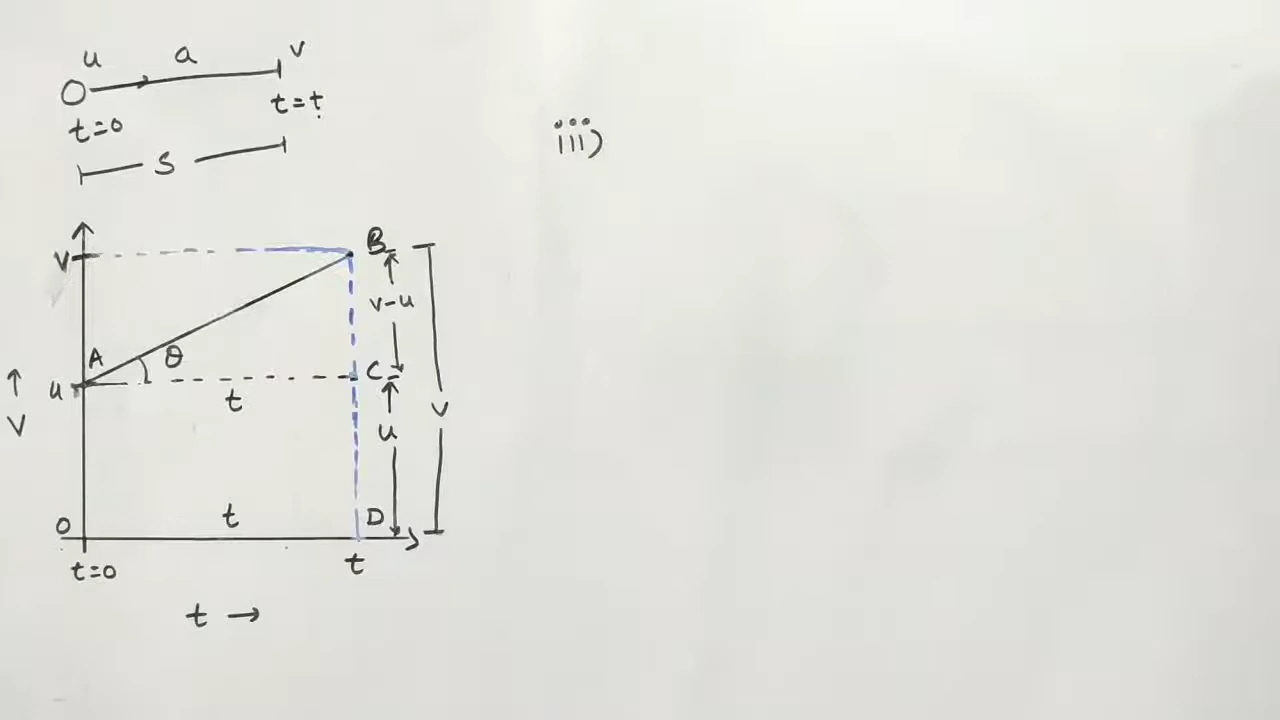 u a v
t=0 t=t
S
iii)
v B
v-u
A θ
u t C
v u v
O t D
t=0 t
t →